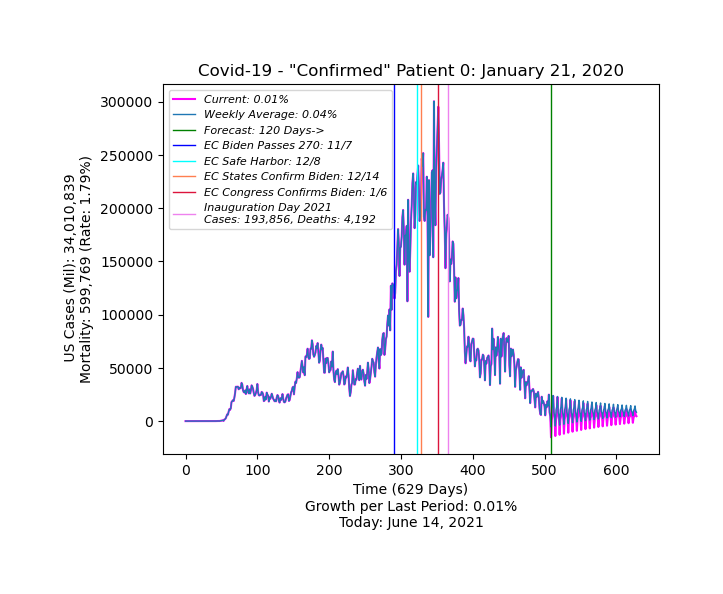 Covid-19 - "Confirmed" Patient 0: January 21, 2020
300000
250000
200000
150000
100000
50000
0
US Cases (Mil): 34,010,839
Mortality: 599,769 (Rate: 1.79%)
Current: 0.01%
Weekly Average: 0.04%
Forecast: 120 Days->
EC Biden Passes 270: 11/7
EC Safe Harbor: 12/8
EC States Confirm Biden: 12/14
EC Congress Confirms Biden: 1/6
Inauguration Day 2021
Cases: 193,856, Deaths: 4,192
0 100 200 300 400 500 600
Time (629 Days)
Growth per Last Period: 0.01%
Today: June 14, 2021